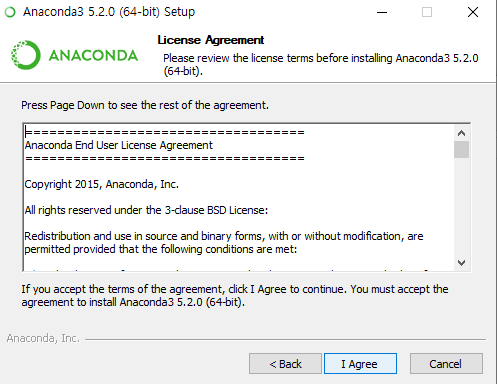 Anaconda3 5.2.0 (64-bit) Setup
ANACONDA
License Agreement
Please review the license terms before installing Anaconda3 5.2.0
(64-bit).
Press Page Down to see the rest of the agreement.
===================================
Anaconda End User License Agreement
===================================
Copyright 2015, Anaconda, Inc.
All rights reserved under the 3-clause BSD License:
Redistribution and use in source and binary forms, with or without modification, are
permitted provided that the following conditions are met:
If you accept the terms of the agreement, click I Agree to continue. You must accept the
agreement to install Anaconda3 5.2.0 (64-bit).
Anaconda, Inc.
< Back
I Agree
Cancel